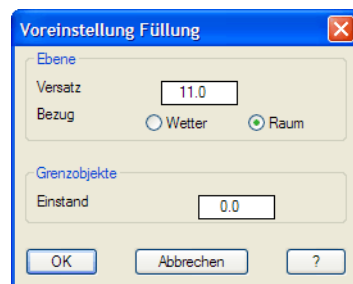 Voreinstellung Füllung
Ebene
Versatz 11.0
Bezug Wetter Raum
Grenzobjekte
Einstand 0.0
OK Abbrechen ?